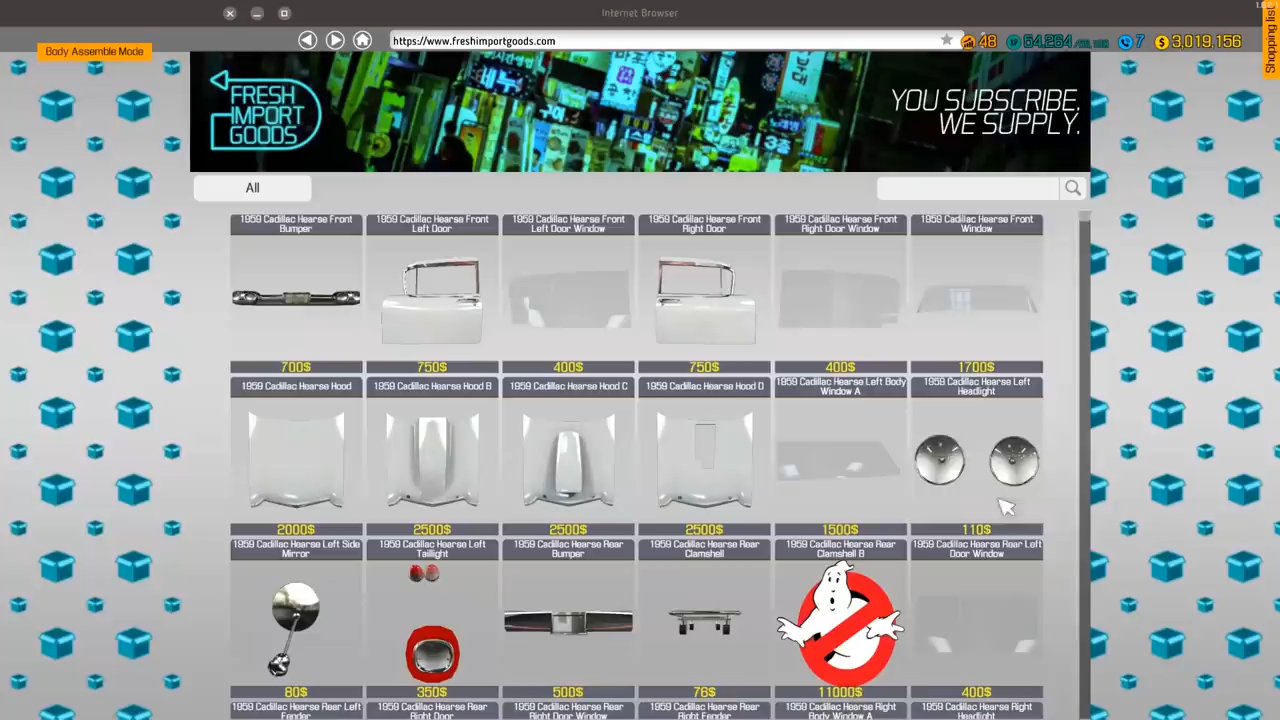 Internet Browser
Body Assemble Mode
https://www.freshimportgoods.com
48
54,264
7
3,019,156
Shopping list
FRESH
IMPORT
GOODS
YOU SUBSCRIBE.
WE SUPPLY.
All
1959 Cadillac Hearse Front
Bumper
1959 Cadillac Hearse Front
Left Door
1959 Cadillac Hearse Front
Left Door Window
1959 Cadillac Hearse Front
Right Door
1959 Cadillac Hearse Front
Right Door Window
1959 Cadillac Hearse Front
Window
700$
750$
400$
750$
400$
1700$
1959 Cadillac Hearse Hood
1959 Cadillac Hearse Hood B
1959 Cadillac Hearse Hood C
1959 Cadillac Hearse Hood D
1959 Cadillac Hearse Left Body
Window A
1959 Cadillac Hearse Left
Headlight
2000$
2500$
2500$
2500$
1500$
110$
1959 Cadillac Hearse Left Side
Mirror
1959 Cadillac Hearse Left
Taillight
1959 Cadillac Hearse Rear
Bumper
1959 Cadillac Hearse Rear
Clamshell
1959 Cadillac Hearse Rear
Clamshell B
1959 Cadillac Hearse Rear Left
Door Window
80$
350$
500$
76$
11000$
400$
1959 Cadillac Hearse Rear Left
Fender
1959 Cadillac Hearse Rear
Right Door
1959 Cadillac Hearse Rear
Right Door Window
1959 Cadillac Hearse Rear
Right Fender
1959 Cadillac Hearse Right
Body Window A
1959 Cadillac Hearse Right
Headlight